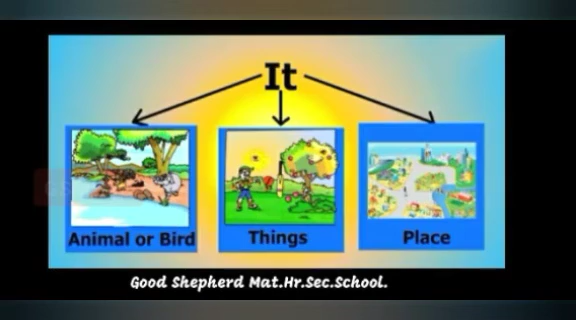 It
Animal or Bird
Things
Place
Good Shepherd Mat.Hr.Sec.School.